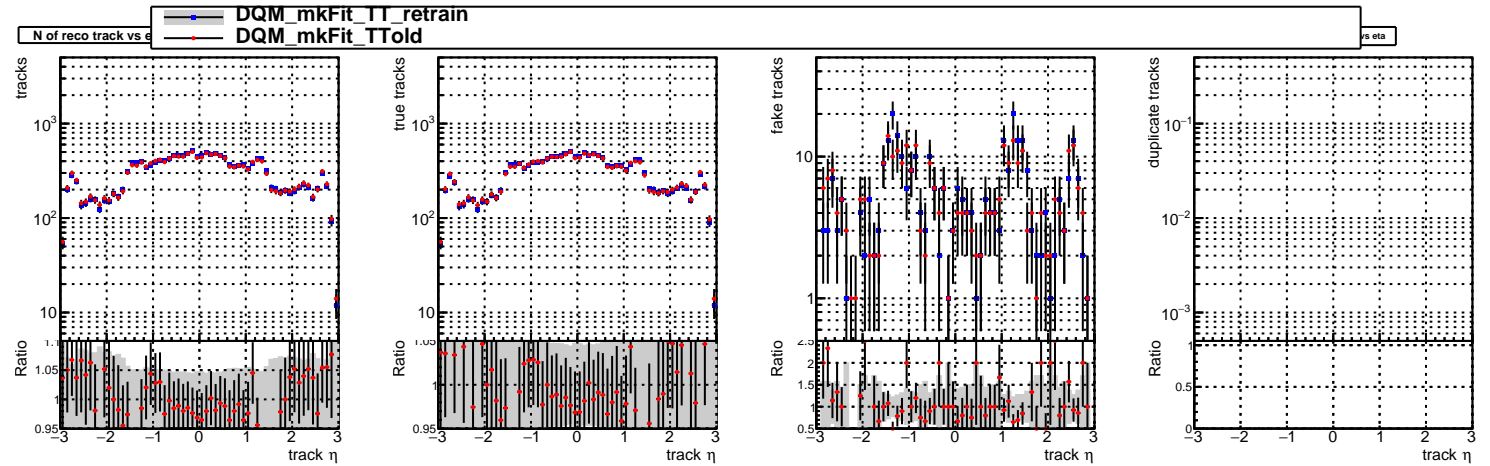 DQM_mkFit_TT_retrain
DQM_mkFit_TTold
N of reco track vs e
vs eta
tracks
10³
10²
10
Ratio
1.1
1.05
1
0.95
−3 −2 −1 0 1 2 3
track η
true tracks
10³
10²
10
Ratio
1.05
1
0.95
−3 −2 −1 0 1 2 3
track η
fake tracks
10
1
Ratio
2.5
2
1.5
1
0.5
−3 −2 −1 0 1 2 3
track η
duplicate tracks
10⁻¹
10⁻²
10⁻³
Ratio
1
0.5
0
−3 −2 −1 0 1 2 3
track η